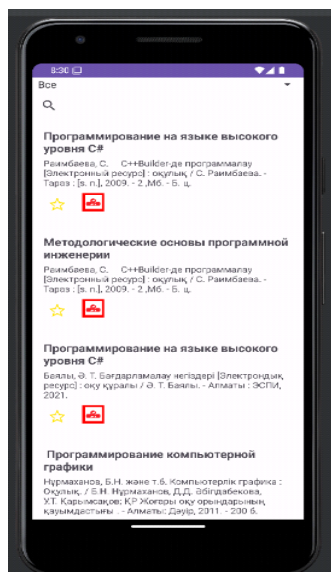 8:30
Все
Программирование на языке высокого
уровня C#
Раимбаева, С. C++Builder-де программалау
[Электронный ресурс] : оқулық / С. Раимбаева. -
Тараз : [s. n.], 2009. - 2 ,Мб. - Б. ц.
Методологические основы программной
инженерии
Раимбаева, С. C++Builder-де программалау
[Электронный ресурс] : оқулық / С. Раимбаева. -
Тараз : [s. n.], 2009. - 2 ,Мб. - Б. ц.
Программирование на языке высокого
уровня C#
Баялы, Ә. Т. Бағдарламалау негіздері [Электрондық
ресурс] : оқу құралы / Ә. Т. Баялы. - Алматы : ЭСПИ,
2021.
Программирование компьютерной
графики
Нұрмаханов, Б.Н. және т.б. Компьютерлік графика :
Оқулық. / Б.Н. Нұрмаханов, Д.Д. Әбілдабекова,
У.Т. Қарымсақов; ҚР Жоғары оқу орындарының
қауымдастығы . - Алматы: Дәуір, 2011. - 200 б.